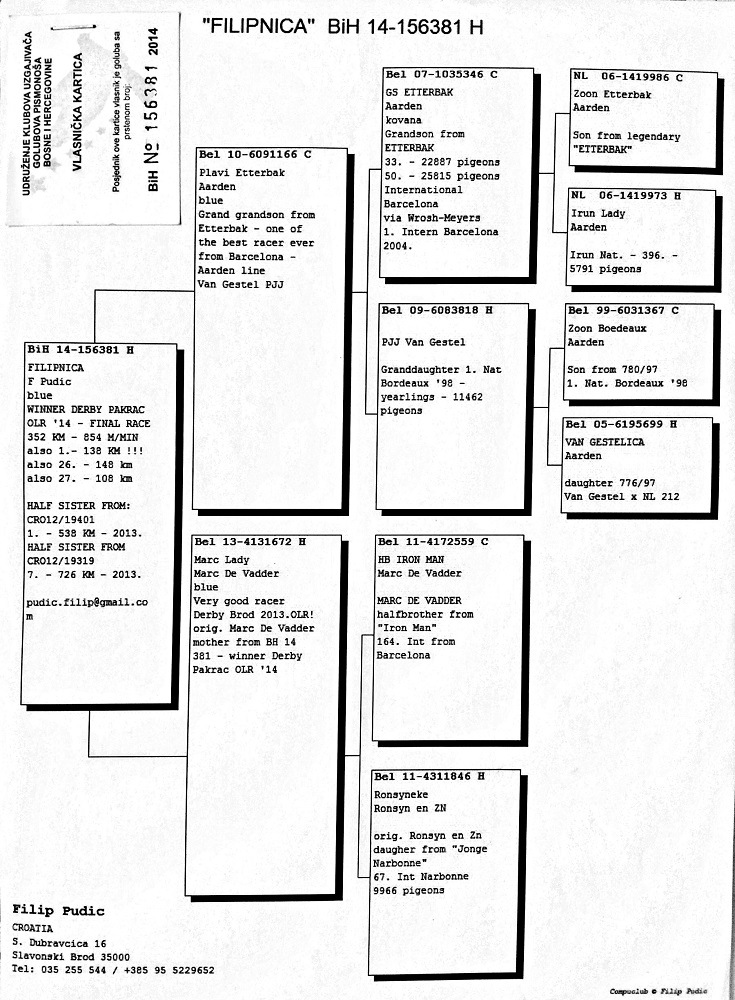 "FILIPNICA" BiH 14-156381 H
UDRUŽENJE KLUBOVA UZGAJIVAČA
GOLUBOVA PISMONOŠA
BOSNE I HERCEGOVINE
VLASNIČKA KARTICA
Posjednik ove kartice vlasnik je goluba sa
prstenom broj:
BiH № 156381 2014
BiH 14-156381 H
FILIPNICA
F Pudic
blue
WINNER DERBY PAKRAC
OLR '14 - FINAL RACE
352 KM - 854 M/MIN
also 1.- 138 KM !!!
also 26. - 148 km
also 27. - 108 km
HALF SISTER FROM:
CRO12/19401
1. - 538 KM - 2013.
HALF SISTER FROM
CRO12/19319
7. - 726 KM - 2013.
pudic.filip@gmail.co
m
Bel 10-6091166 C
Plavi Etterbak
Aarden
blue
Grand grandson from
Etterbak - one of
the best racer ever
from Barcelona -
Aarden line
Van Gestel PJJ
Bel 13-4131672 H
Marc Lady
Marc De Vadder
blue
Very good racer
Derby Brod 2013.OLR!
orig. Marc De Vadder
mother from BH 14
381 - winner Derby
Pakrac OLR '14
Bel 07-1035346 C
GS ETTERBAK
Aarden
kovana
Grandson from
ETTERBAK
33. - 22887 pigeons
50. - 25815 pigeons
International
Barcelona
via Wrosh-Meyers
1. Intern Barcelona
2004.
Bel 09-6083818 H
PJJ Van Gestel
Granddaughter 1. Nat
Bordeaux '98 -
yearlings - 11462
pigeons
Bel 11-4172559 C
HB IRON MAN
Marc De Vadder
MARC DE VADDER
halfbrother from
"Iron Man"
164. Int from
Barcelona
Bel 11-4311846 H
Ronsyneke
Ronsyn en ZN
orig. Ronsyn en Zn
daugher from "Jonge
Narbonne"
67. Int Narbonne
9966 pigeons
NL 06-1419986 C
Zoon Etterbak
Aarden
Son from legendary
"ETTERBAK"
NL 06-1419973 H
Irun Lady
Aarden
Irun Nat. - 396. -
5791 pigeons
Bel 99-6031367 C
Zoon Boedeaux
Aarden
Son from 780/97
1. Nat. Bordeaux '98
Bel 05-6195699 H
VAN GESTELICA
Aarden
daughter 776/97
Van Gestel x NL 212
Filip Pudic
CROATIA
S. Dubravcica 16
Slavonski Brod 35000
Tel: 035 255 544 / +385 95 5229652
Compuclub © Filip Pudic